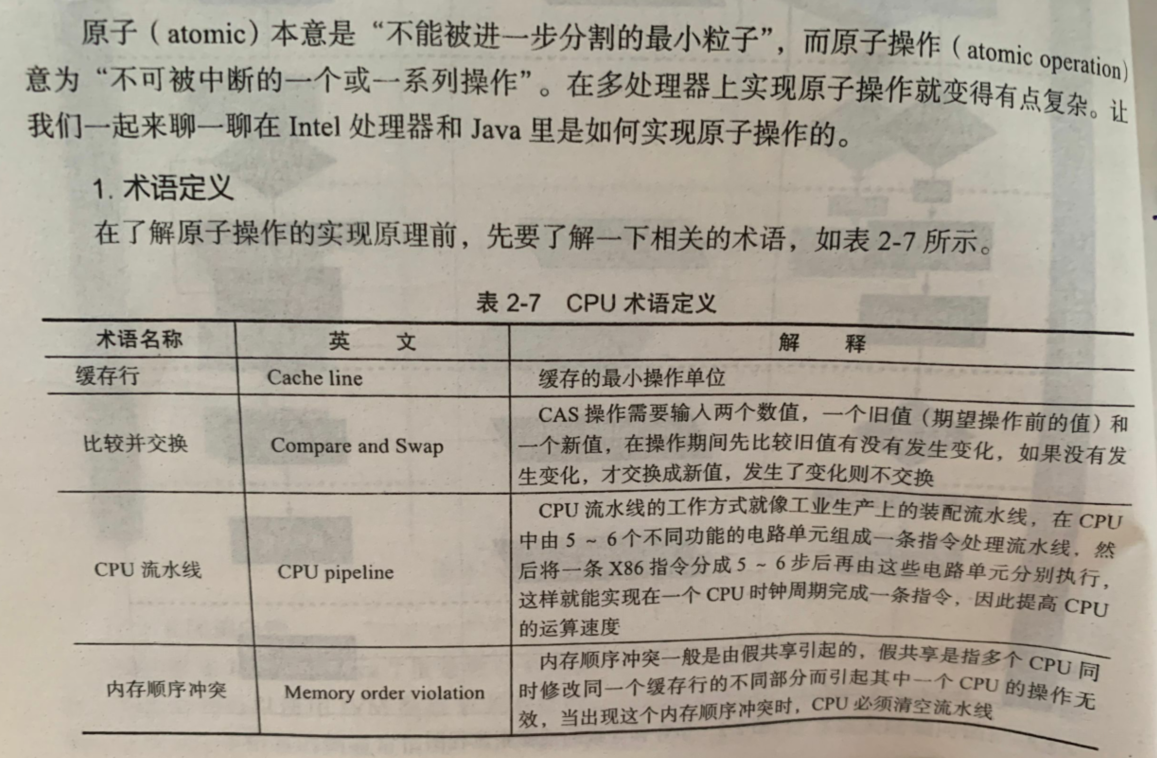 原子（atomic）本意是“不能被进一步分割的最小粒子”，而原子操作（atomic operation）
意为“不可被中断的一个或一系列操作”。在多处理器上实现原子操作就变得有点复杂。让
我们一起来聊一聊在 Intel 处理器和 Java 里是如何实现原子操作的。
1. 术语定义
在了解原子操作的实现原理前，先要了解一下相关的术语，如表 2-7 所示。
表 2-7 CPU 术语定义
术语名称 英 文 解 释
缓存行 Cache line 缓存的最小操作单位
比较并交换 Compare and Swap
CAS 操作需要输入两个数值，一个旧值（期望操作前的值）和
一个新值，在操作期间先比较旧值有没有发生变化，如果没有发
生变化，才交换成新值，发生了变化则不交换
CPU 流水线 CPU pipeline
CPU 流水线的工作方式就像工业生产上的装配流水线，在 CPU
中由 5 ~ 6 个不同功能的电路单元组成一条指令处理流水线，然
后将一条 X86 指令分成 5 ~ 6 步后再由这些电路单元分别执行，
这样就能实现在一个 CPU 时钟周期完成一条指令，因此提高 CPU
的运算速度
内存顺序冲突 Memory order violation
内存顺序冲突一般是由假共享引起的，假共享是指多个 CPU 同
时修改同一个缓存行的不同部分而引起其中一个 CPU 的操作无
效，当出现这个内存顺序冲突时，CPU 必须清空流水线